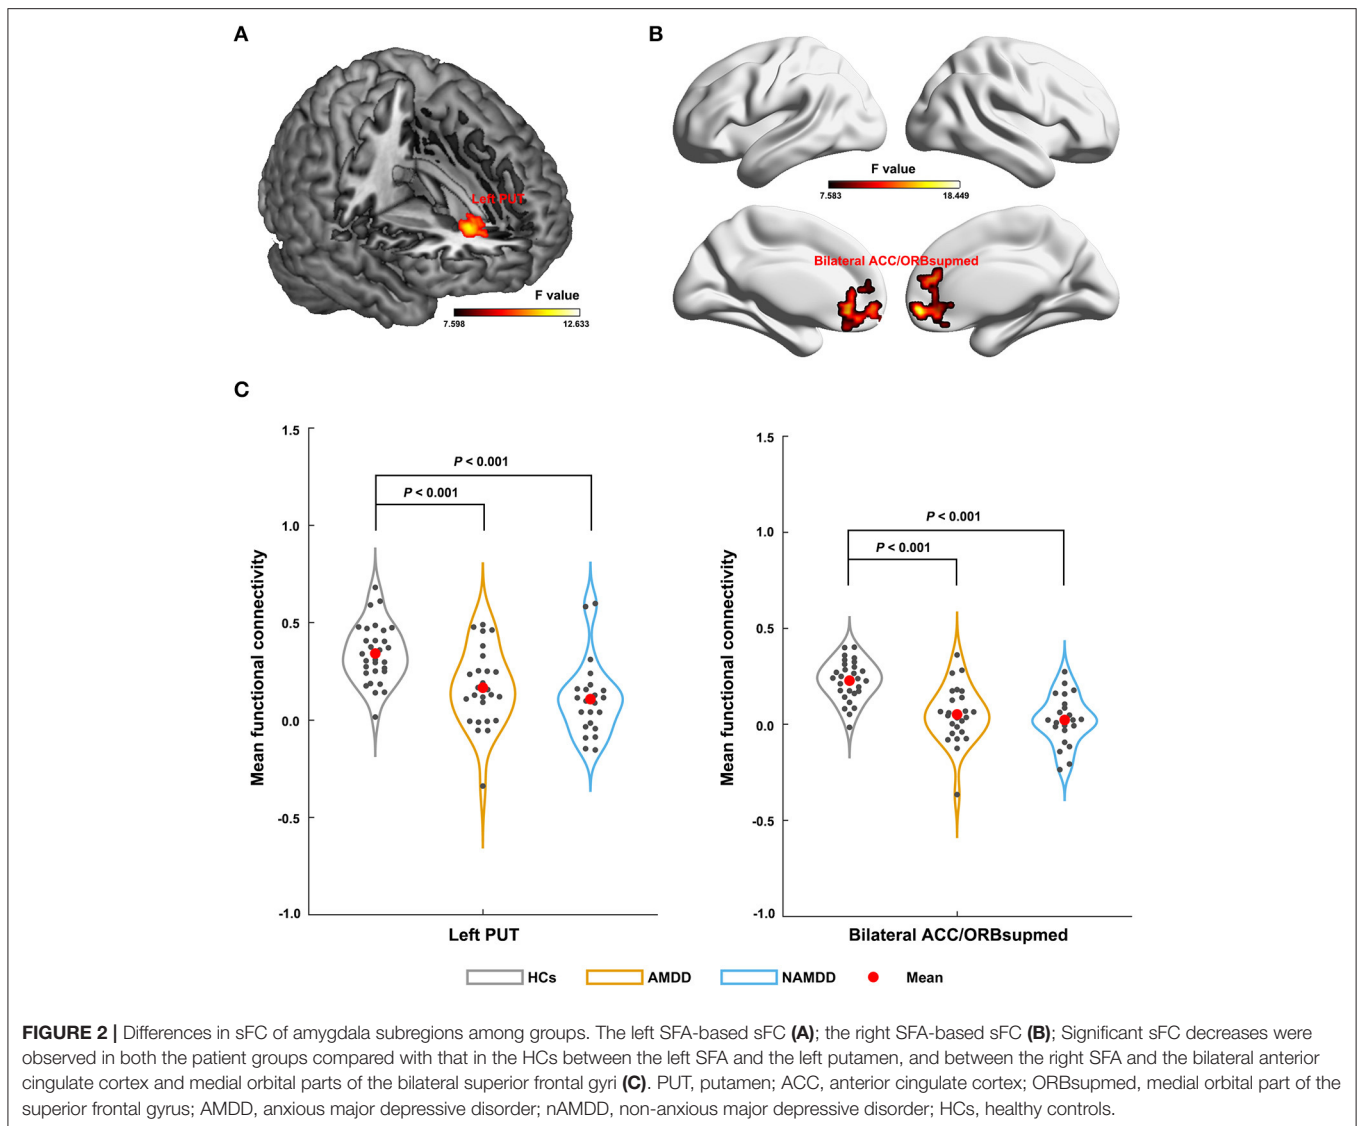 A
B
Left PUT
F value
7.598
12.633
F value
7.583
18.449
Bilateral ACC/ORBsupmed
C
1.5
1.0
0.5
0.0
-0.5
-1.0
Mean functional connectivity
P < 0.001
P < 0.001
Left PUT
1.5
1.0
0.5
0.0
-0.5
-1.0
Mean functional connectivity
P < 0.001
P < 0.001
Bilateral ACC/ORBsupmed
HCs
AMDD
NAMDD
Mean
FIGURE 2 | Differences in sFC of amygdala subregions among groups. The left SFA-based sFC (A); the right SFA-based sFC (B); Significant sFC decreases were
observed in both the patient groups compared with that in the HCs between the left SFA and the left putamen, and between the right SFA and the bilateral anterior
cingulate cortex and medial orbital parts of the bilateral superior frontal gyri (C). PUT, putamen; ACC, anterior cingulate cortex; ORBsupmed, medial orbital part of the
superior frontal gyrus; AMDD, anxious major depressive disorder; nAMDD, non-anxious major depressive disorder; HCs, healthy controls.